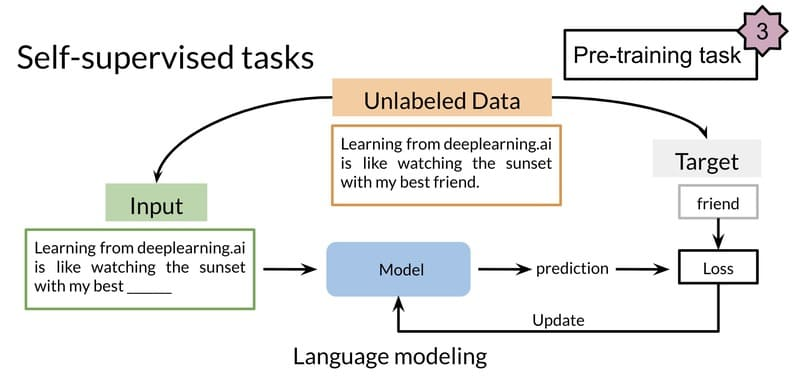 Self-supervised tasks
Pre-training task
3
Unlabeled Data
Learning from deeplearning.ai
is like watching the sunset
with my best friend.
Target
friend
Input
Learning from deeplearning.ai
is like watching the sunset
with my best _____
Model
prediction
Loss
Update
Language modeling